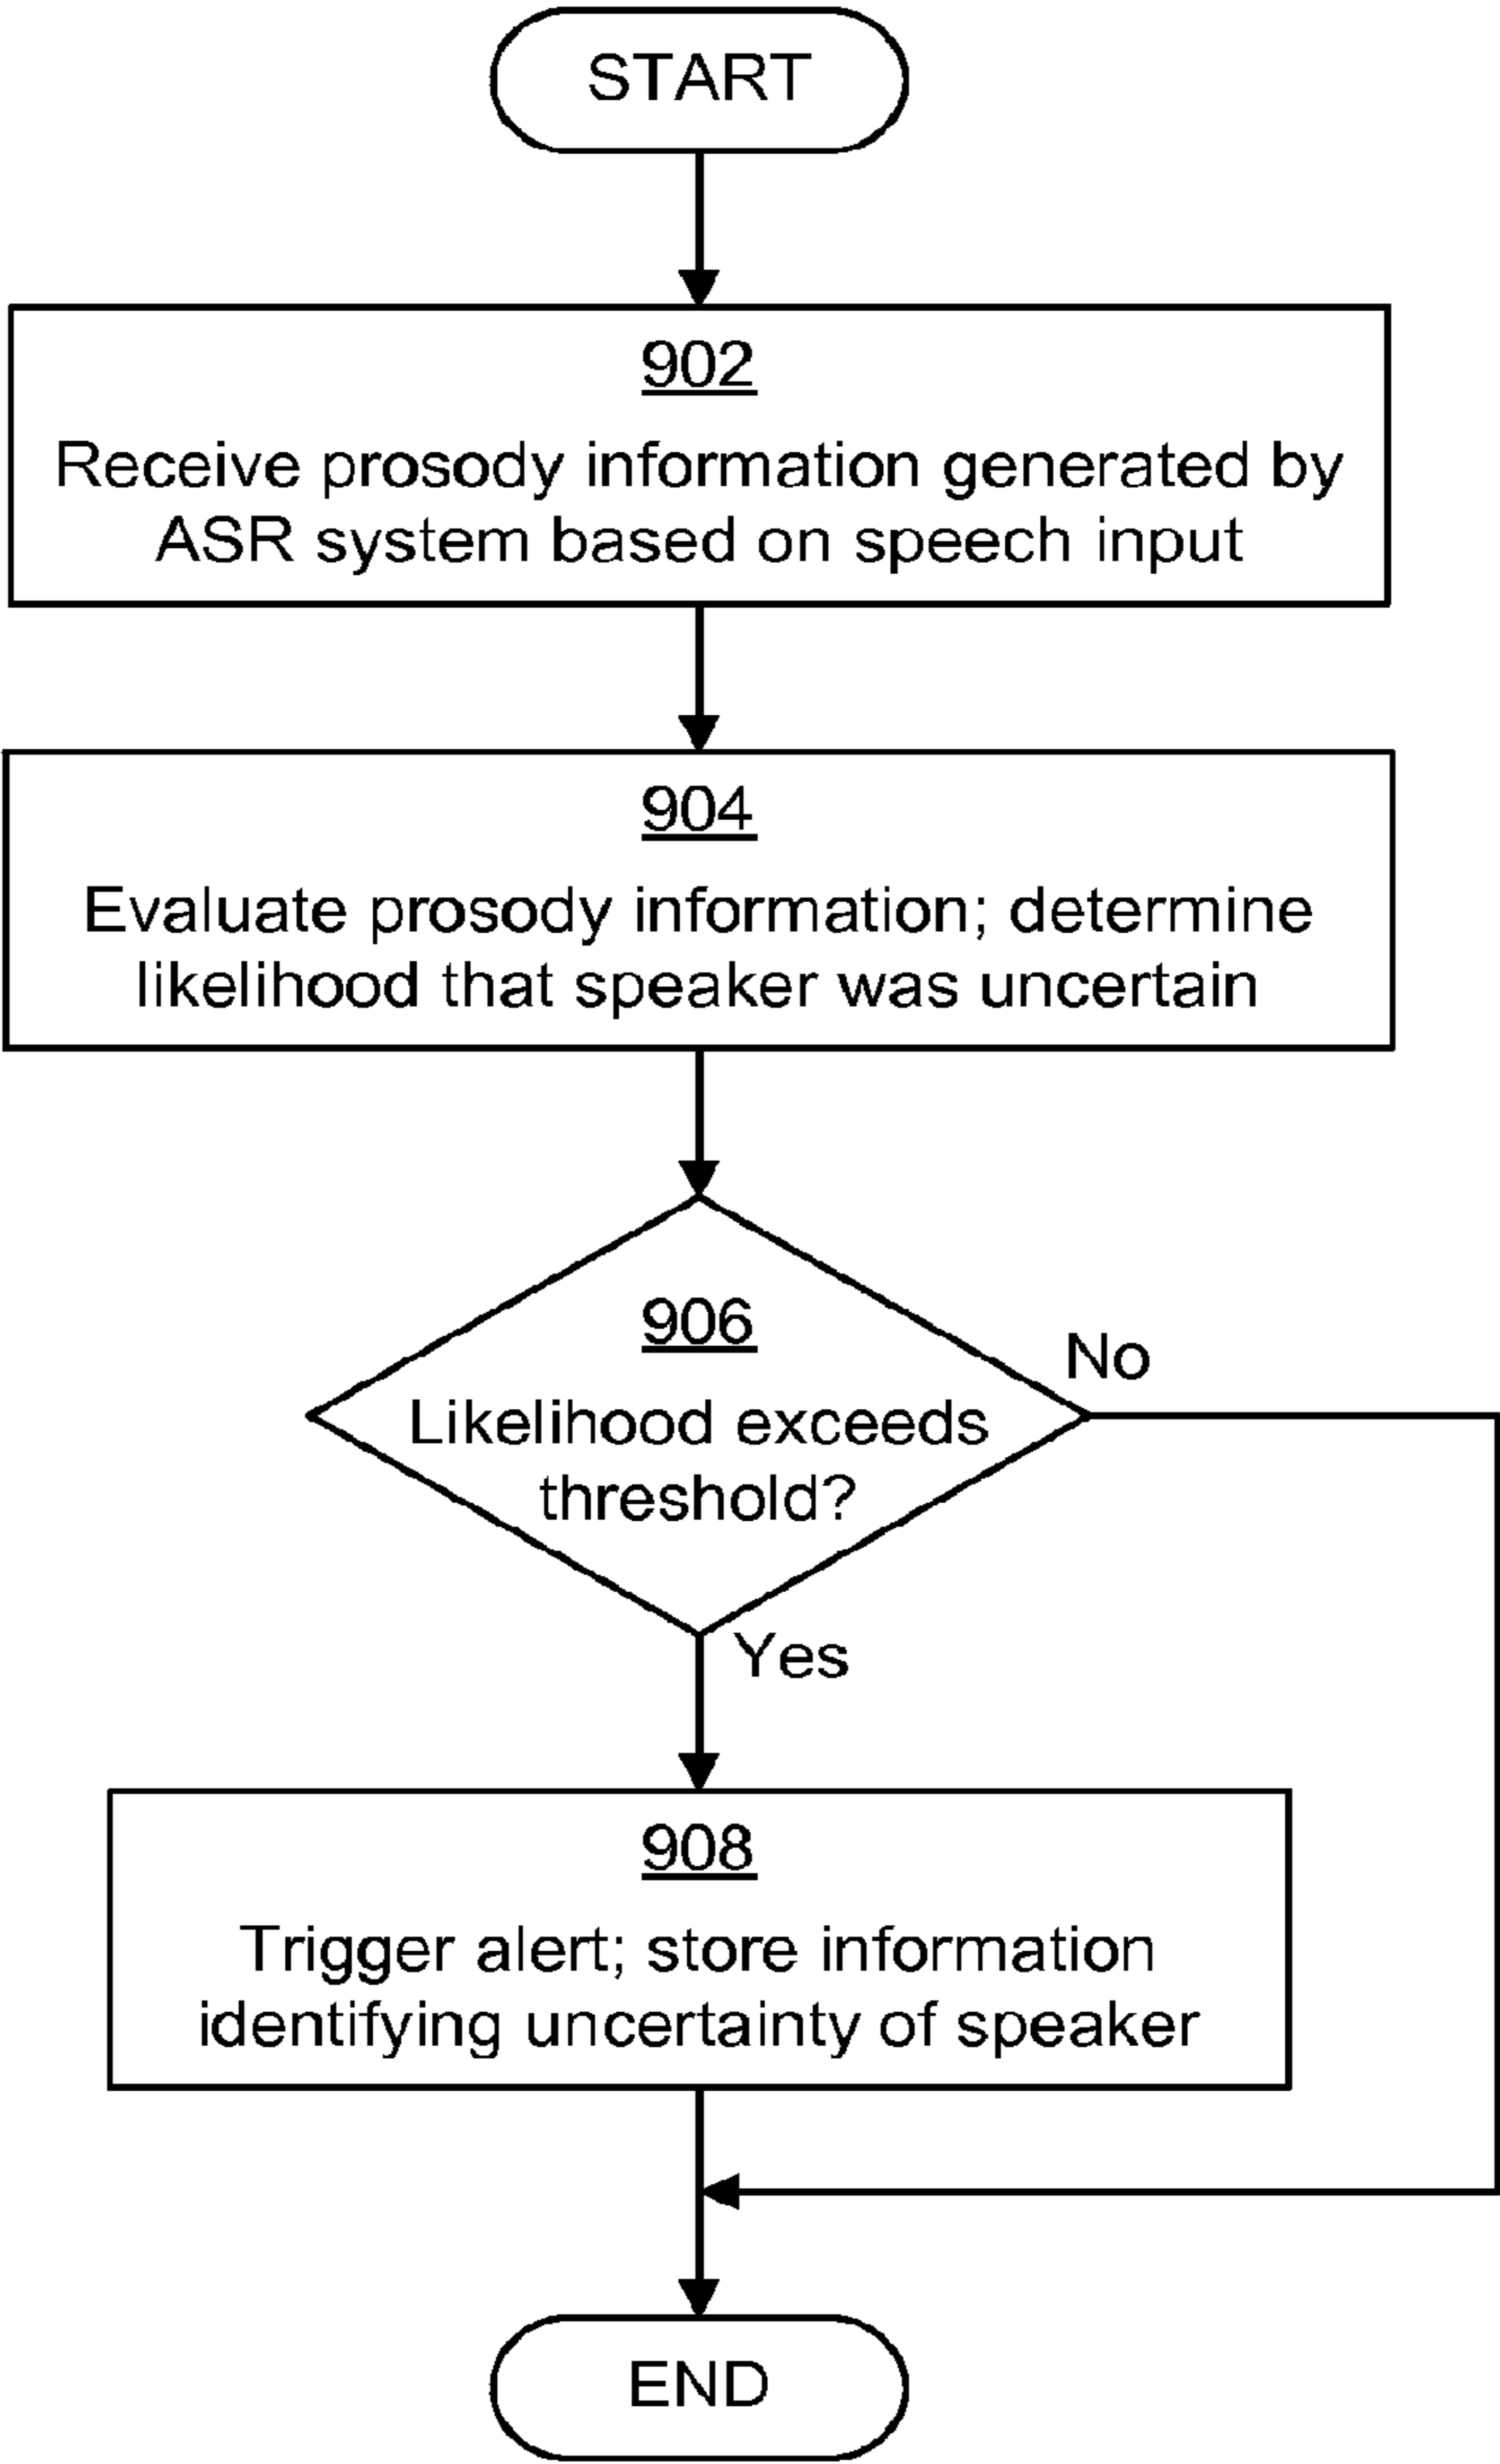 START
902
Receive prosody information generated by
ASR system based on speech input
904
Evaluate prosody information; determine
likelihood that speaker was uncertain
906
Likelihood exceeds
threshold?
No
Yes
908
Trigger alert; store information
identifying uncertainty of speaker
END